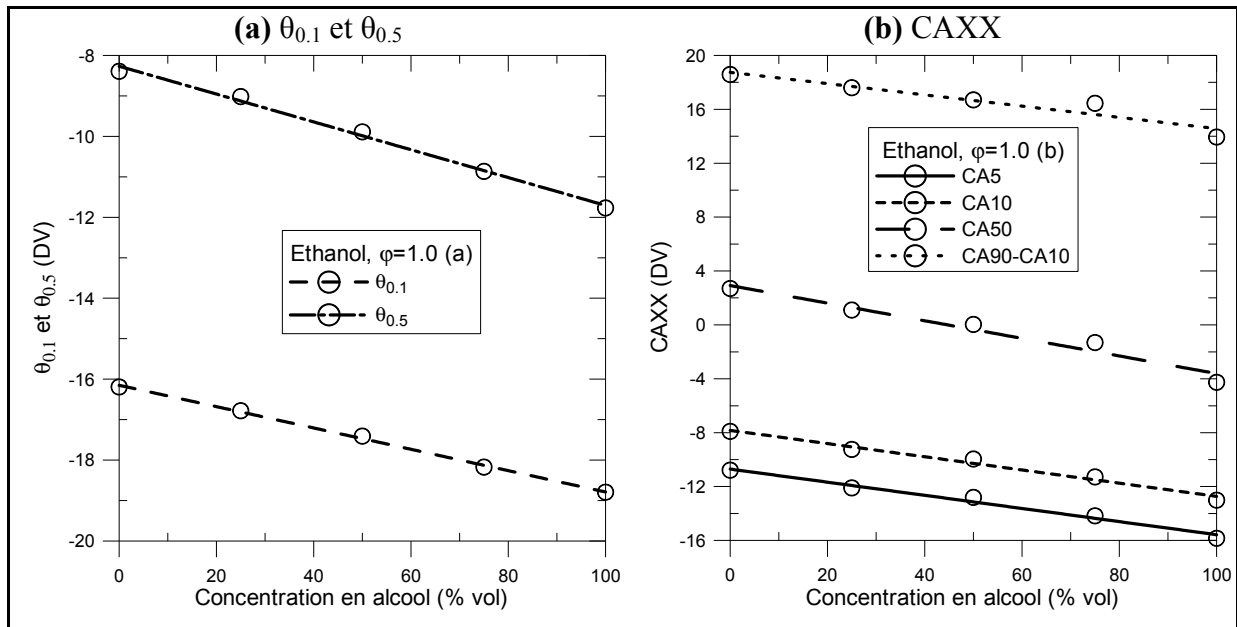 (a) θ0.1 et θ0.5
-8
-10
-12
-14
-16
-18
-20
θ0.1 et θ0.5 (DV)
Ethanol, φ=1.0 (a)
θ0.1
θ0.5
0 20 40 60 80 100
Concentration en alcool (% vol)
(b) CAXX
20
16
12
8
4
0
-4
-8
-12
-16
CAXX (DV)
Ethanol, φ=1.0 (b)
CA5
CA10
CA50
CA90-CA10
0 20 40 60 80 100
Concentration en alcool (% vol)